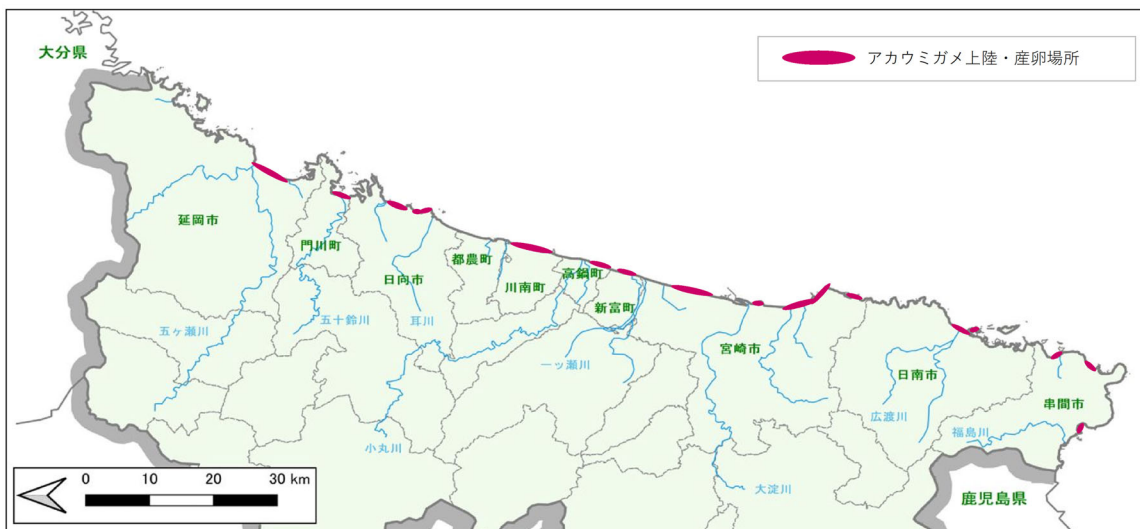 大分県
アカウミガメ上陸・産卵場所
延岡市
門川町
日向市
都農町
川南町
高鍋町
新富町
宮崎市
日南市
串間市
五ヶ瀬川
五十鈴川
耳川
小丸川
一ッ瀬川
大淀川
広渡川
福島川
鹿児島県
0 10 20 30 km